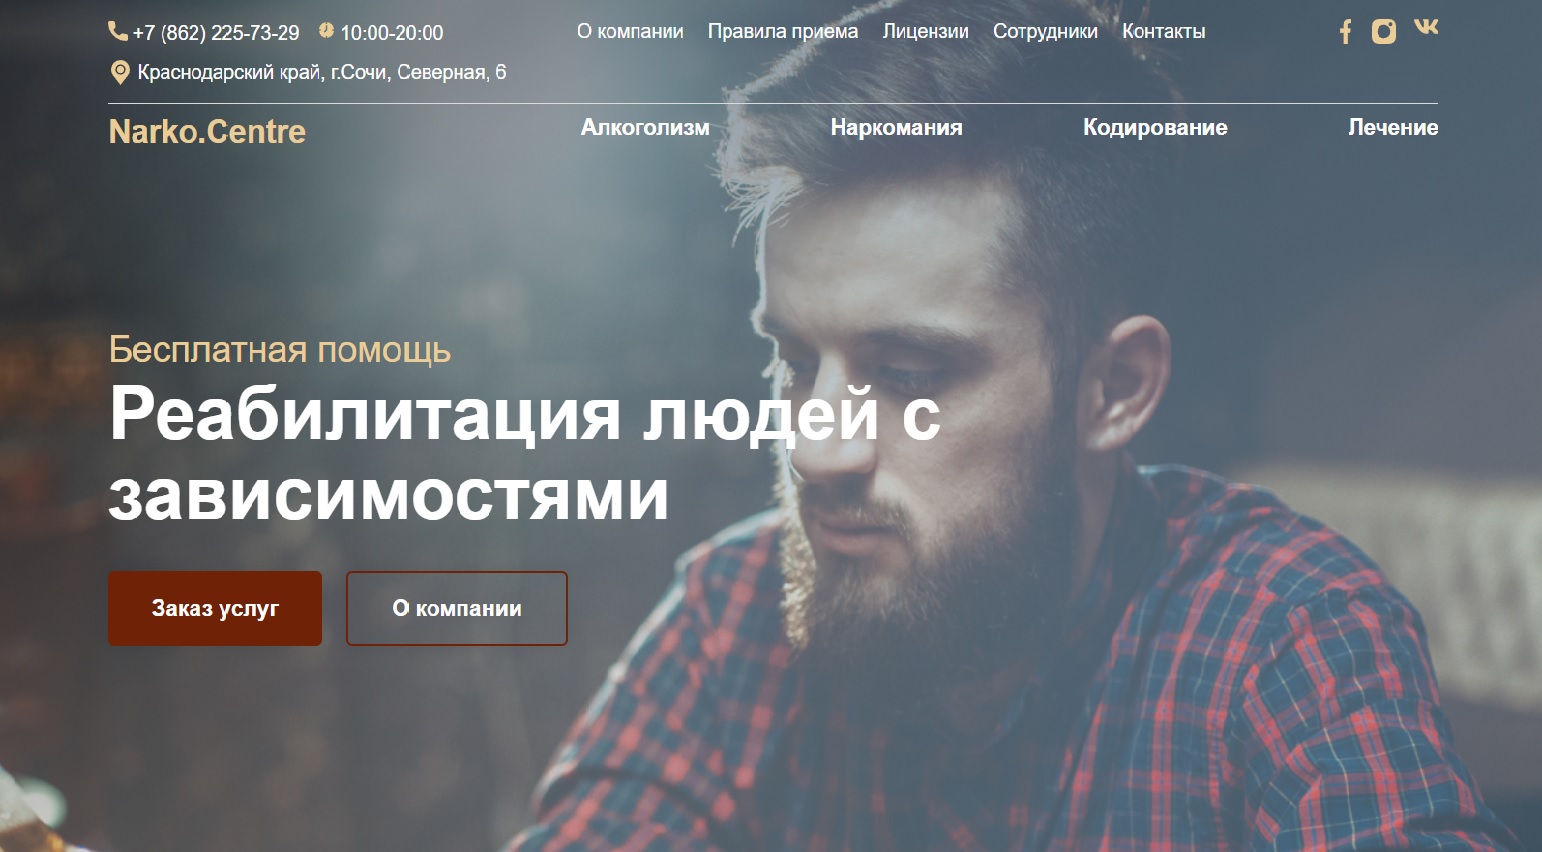 +7 (862) 225-73-29 10:00-20:00
О компании Правила приема Лицензии Сотрудники Контакты
Краснодарский край, г.Сочи, Северная, 6
Narko.Centre
Алкоголизм Наркомания Кодирование Лечение
Бесплатная помощь
Реабилитация людей с
зависимостями
Заказ услуг О компании